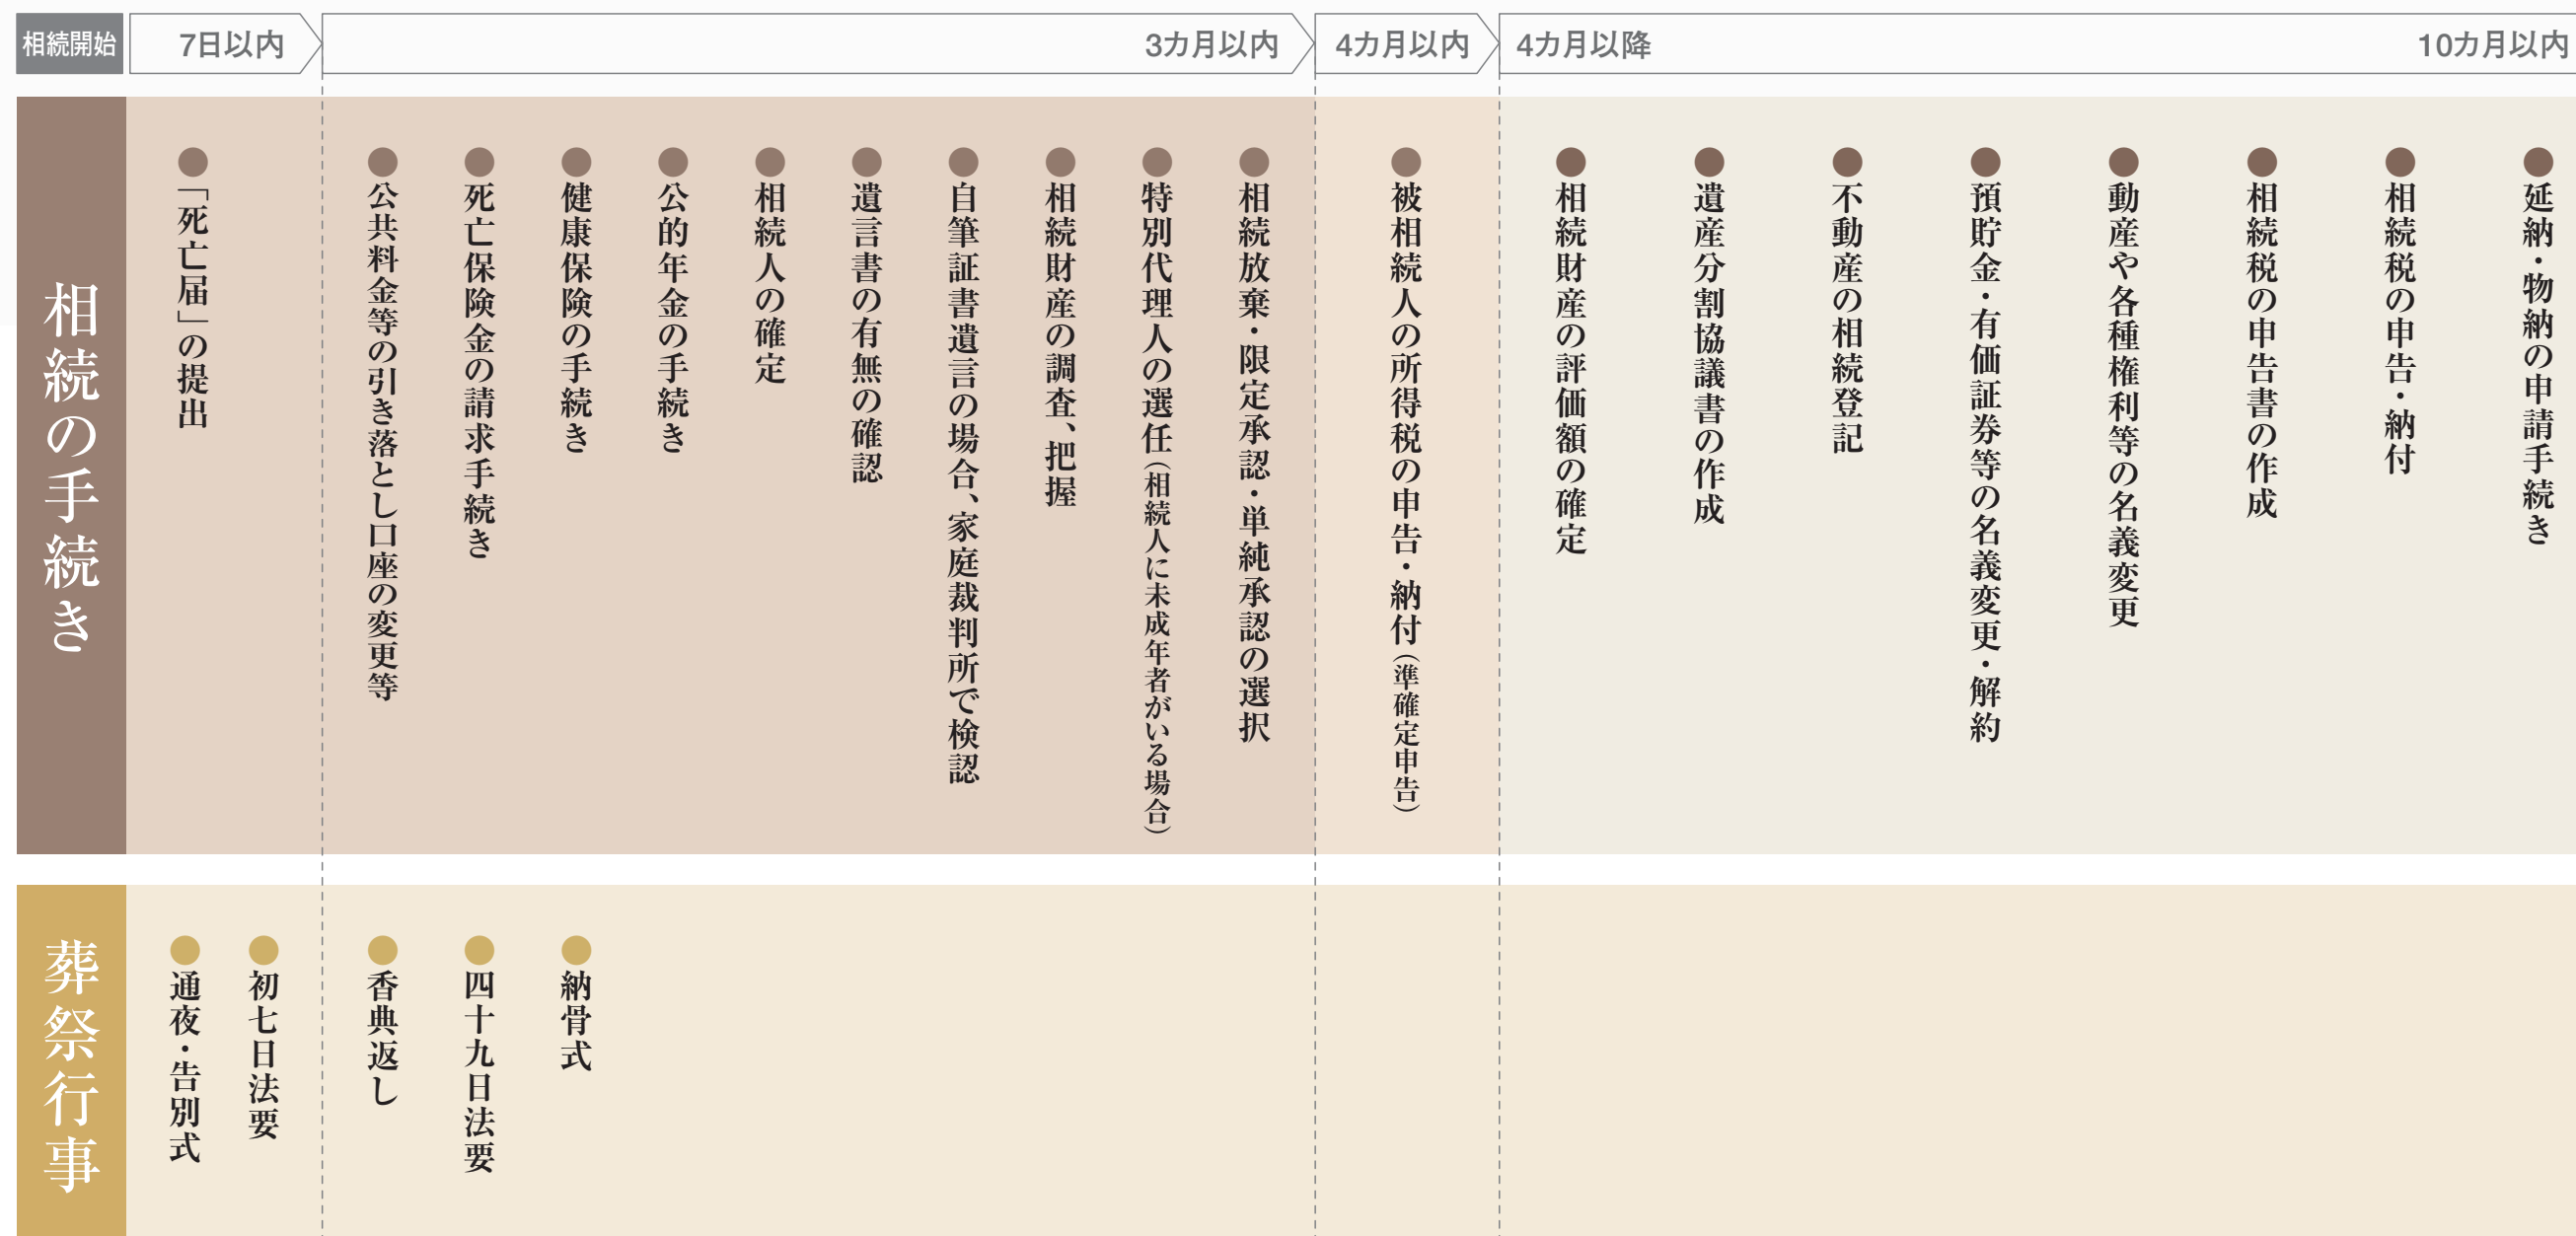 相続開始
7日以内
3カ月以内
4カ月以内
4カ月以降
10カ月以内
相続の手続き
「死亡届」の提出
公共料金等の引き落とし口座の変更等
死亡保険金の請求手続き
健康保険の手続き
公的年金の手続き
相続人の確定
遺言書の有無の確認
自筆証書遺言の場合、家庭裁判所で検認
相続財産の調査、把握
特別代理人の選任(相続人に未成年者がいる場合)
相続放棄・限定承認・単純承認の選択
被相続人の所得税の申告・納付(準確定申告)
相続財産の評価額の確定
遺産分割協議書の作成
不動産の相続登記
預貯金・有価証券等の名義変更・解約
動産や各種権利等の名義変更
相続税の申告書の作成
相続税の申告・納付
延納・物納の申請手続き
葬祭行事
通夜・告別式
初七日法要
香典返し
四十九日法要
納骨式